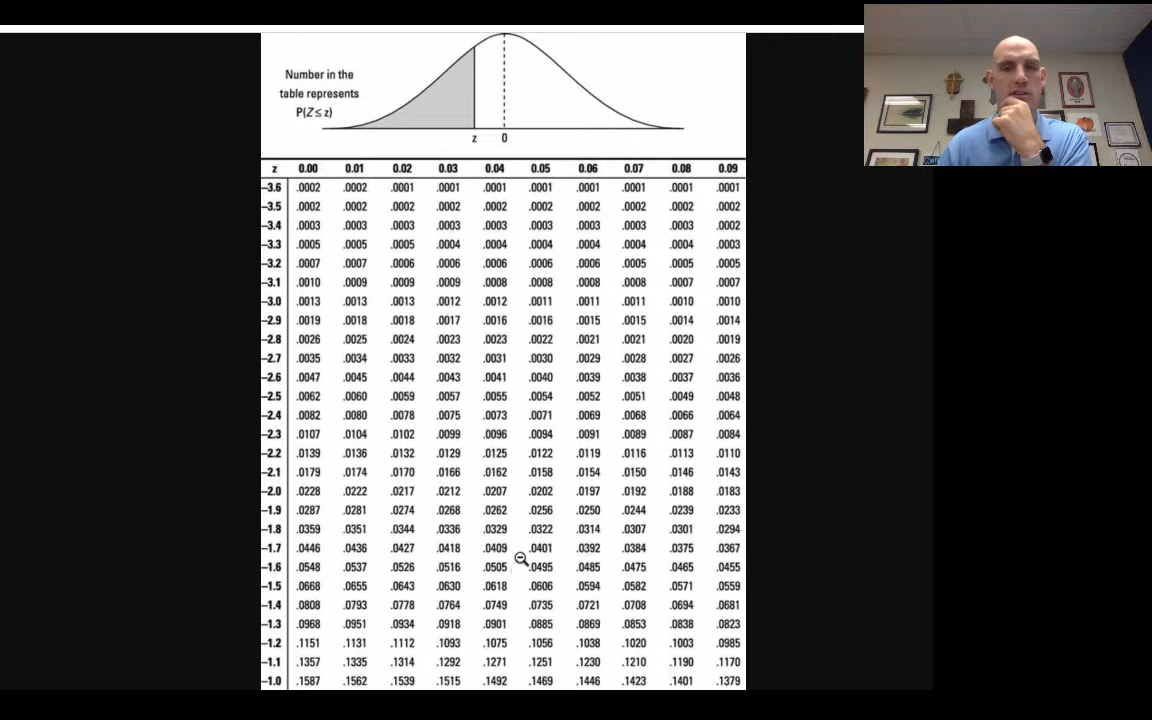 Number in the
table represents
P(Z≤z)
z 0
z 0.00 0.01 0.02 0.03 0.04 0.05 0.06 0.07 0.08 0.09
–3.6 .0002 .0002 .0001 .0001 .0001 .0001 .0001 .0001 .0001 .0001
–3.5 .0002 .0002 .0002 .0002 .0002 .0002 .0002 .0002 .0002 .0002
–3.4 .0003 .0003 .0003 .0003 .0003 .0003 .0003 .0003 .0003 .0002
–3.3 .0005 .0005 .0005 .0004 .0004 .0004 .0004 .0004 .0004 .0003
–3.2 .0007 .0007 .0006 .0006 .0006 .0006 .0006 .0005 .0005 .0005
–3.1 .0010 .0009 .0009 .0009 .0008 .0008 .0008 .0008 .0007 .0007
–3.0 .0013 .0013 .0013 .0012 .0012 .0011 .0011 .0011 .0010 .0010
–2.9 .0019 .0018 .0018 .0017 .0016 .0016 .0015 .0015 .0014 .0014
–2.8 .0026 .0025 .0024 .0023 .0023 .0022 .0021 .0021 .0020 .0019
–2.7 .0035 .0034 .0033 .0032 .0031 .0030 .0029 .0028 .0027 .0026
–2.6 .0047 .0045 .0044 .0043 .0041 .0040 .0039 .0038 .0037 .0036
–2.5 .0062 .0060 .0059 .0057 .0055 .0054 .0052 .0051 .0049 .0048
–2.4 .0082 .0080 .0078 .0075 .0073 .0071 .0069 .0068 .0066 .0064
–2.3 .0107 .0104 .0102 .0099 .0096 .0094 .0091 .0089 .0087 .0084
–2.2 .0139 .0136 .0132 .0129 .0125 .0122 .0119 .0116 .0113 .0110
–2.1 .0179 .0174 .0170 .0166 .0162 .0158 .0154 .0150 .0146 .0143
–2.0 .0228 .0222 .0217 .0212 .0207 .0202 .0197 .0192 .0188 .0183
–1.9 .0287 .0281 .0274 .0268 .0262 .0256 .0250 .0244 .0239 .0233
–1.8 .0359 .0351 .0344 .0336 .0329 .0322 .0314 .0307 .0301 .0294
–1.7 .0446 .0436 .0427 .0418 .0409 .0401 .0392 .0384 .0375 .0367
–1.6 .0548 .0537 .0526 .0516 .0505 .0495 .0485 .0475 .0465 .0455
–1.5 .0668 .0655 .0643 .0630 .0618 .0606 .0594 .0582 .0571 .0559
–1.4 .0808 .0793 .0778 .0764 .0749 .0735 .0721 .0708 .0694 .0681
–1.3 .0968 .0951 .0934 .0918 .0901 .0885 .0869 .0853 .0838 .0823
–1.2 .1151 .1131 .1112 .1093 .1075 .1056 .1038 .1020 .1003 .0985
–1.1 .1357 .1335 .1314 .1292 .1271 .1251 .1230 .1210 .1190 .1170
–1.0 .1587 .1562 .1539 .1515 .1492 .1469 .1446 .1423 .1401 .1379